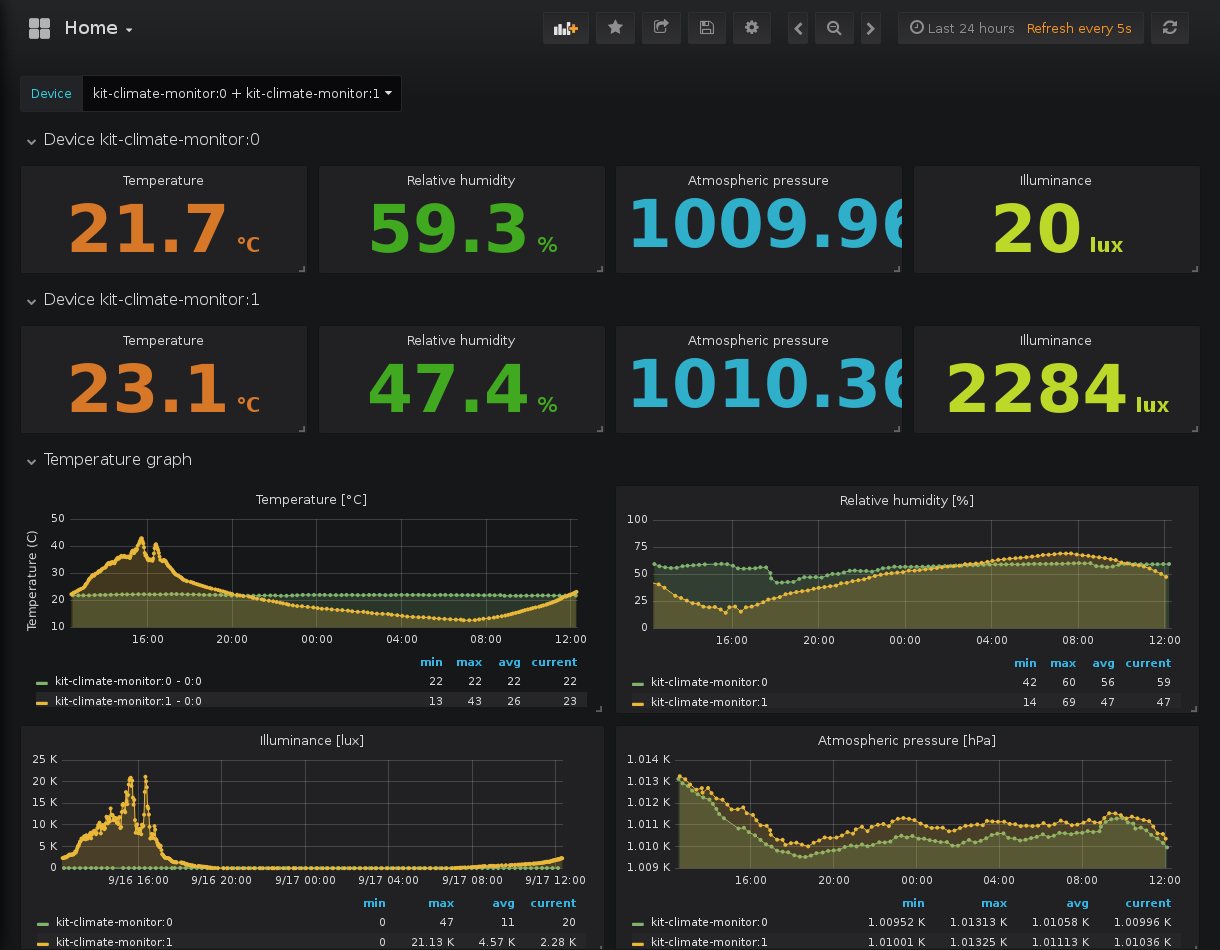 Home
Last 24 hours Refresh every 5s
Device kit-climate-monitor:0 + kit-climate-monitor:1
Device kit-climate-monitor:0
Temperature Relative humidity Atmospheric pressure Illuminance
21.7 °C 59.3 % 1009.96 20 lux
Device kit-climate-monitor:1
Temperature Relative humidity Atmospheric pressure Illuminance
23.1 °C 47.4 % 1010.36 2284 lux
Temperature graph
Temperature [°C]
Temperature (C)
50
40
30
20
10
16:00 20:00 00:00 04:00 08:00 12:00
min max avg current
kit-climate-monitor:0 - 0:0 22 22 22 22
kit-climate-monitor:1 - 0:0 13 43 26 23
Relative humidity [%]
100
75
50
25
0
16:00 20:00 00:00 04:00 08:00 12:00
min max avg current
kit-climate-monitor:0 42 60 56 59
kit-climate-monitor:1 14 69 47 47
Illuminance [lux]
25 K
20 K
15 K
10 K
5 K
0
9/16 16:00 9/16 20:00 9/17 00:00 9/17 04:00 9/17 08:00 9/17 12:00
min max avg current
kit-climate-monitor:0 0 47 11 20
kit-climate-monitor:1 0 21.13 K 4.57 K 2.28 K
Atmospheric pressure [hPa]
1.014 K
1.013 K
1.012 K
1.011 K
1.010 K
1.009 K
16:00 20:00 00:00 04:00 08:00 12:00
min max avg current
kit-climate-monitor:0 1.00952 K 1.01313 K 1.01058 K 1.00996 K
kit-climate-monitor:1 1.01001 K 1.01325 K 1.01113 K 1.01036 K